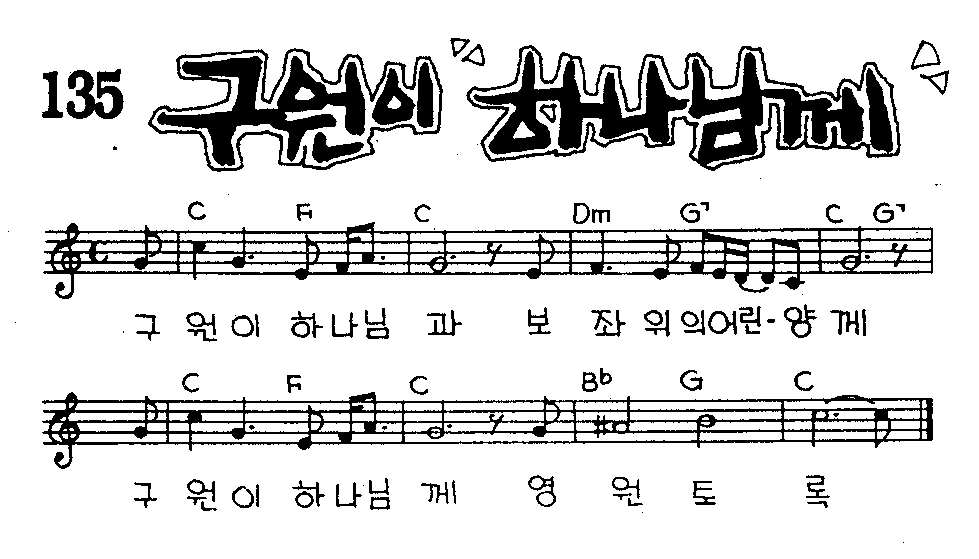 135 구원이 하나님께
C F C Dm G7 C G7
구 원 이 하 나 님 과 보 좌 위 의 어 린 - 양 께
C F C Bb G C
구 원 이 하 나 님 께 영 원 토 록